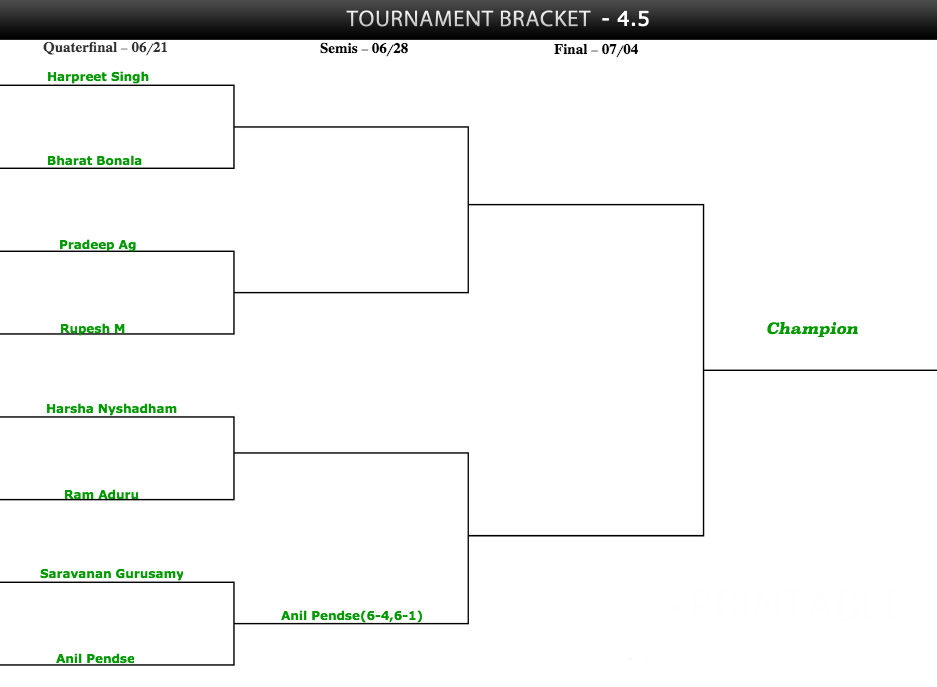 TOURNAMENT BRACKET - 4.5
Quaterfinal – 06/21
Semis – 06/28
Final – 07/04
Harpreet Singh
Bharat Bonala
Pradeep Ag
Rupesh M
Champion
Harsha Nyshadham
Ram Aduru
Saravanan Gurusamy
Anil Pendse(6-4,6-1)
Anil Pendse